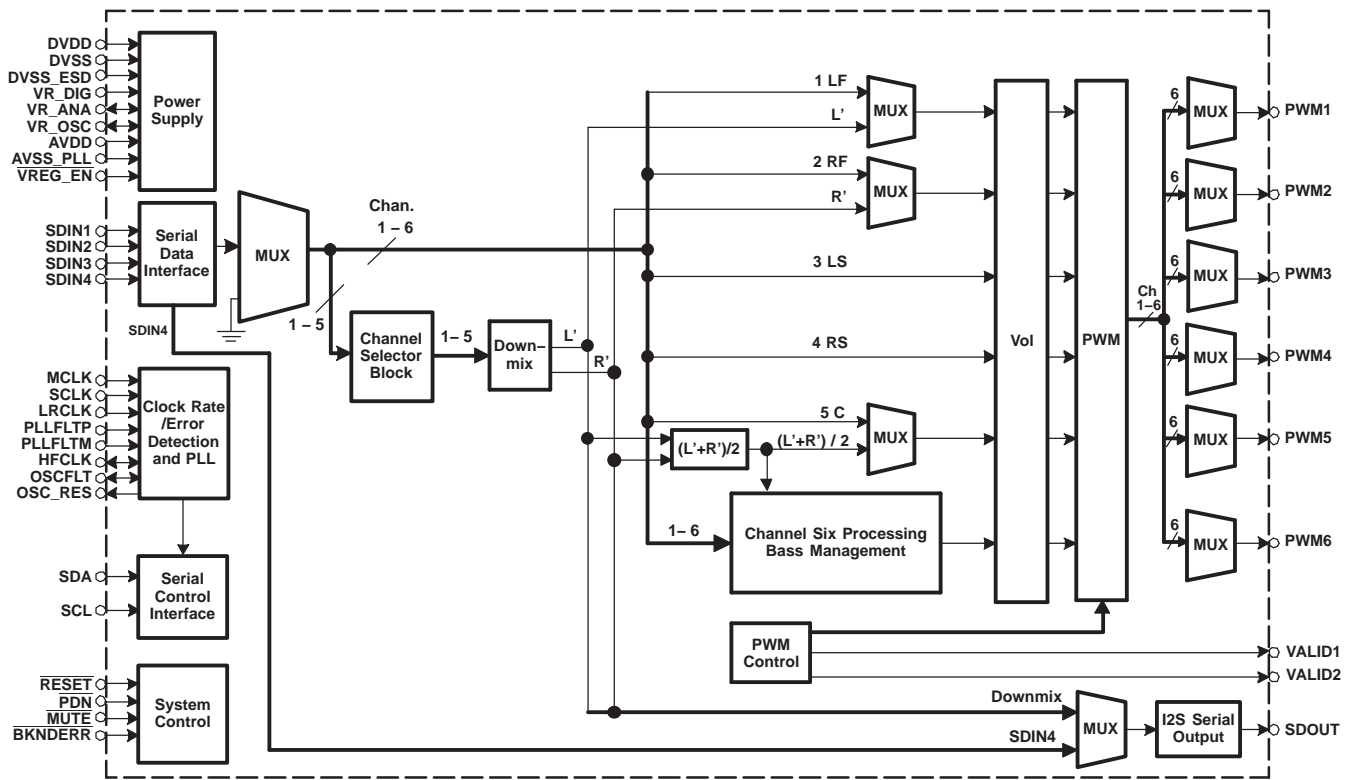 DVDD
DVSS
DVSS_ESD
VR_DIG
VR_ANA
VR_OSC
AVDD
AVSS_PLL
VREG_EN
Power
Supply
SDIN1
SDIN2
SDIN3
SDIN4
Serial
Data
Interface
MUX
SDIN4
Chan.
1 – 6
1 – 5
Channel
Selector
Block
1– 5
Down–
mix
L’
R’
MCLK
SCLK
LRCLK
PLLFLTP
PLLFLTM
HFCLK
OSCFLT
OSC_RES
Clock Rate
/Error
Detection
and PLL
SDA
SCL
Serial
Control
Interface
RESET
PDN
MUTE
BKNDERR
System
Control
1 LF
L’
MUX
2 RF
R’
MUX
3 LS
4 RS
5 C
(L’+R’)/2
(L’+R’) / 2
MUX
1– 6
Channel Six Processing
Bass Management
Vol
PWM
Ch
1–6
6
MUX
PWM1
6
MUX
PWM2
6
MUX
PWM3
6
MUX
PWM4
6
MUX
PWM5
6
MUX
PWM6
PWM
Control
VALID1
VALID2
Downmix
SDIN4
MUX
I2S Serial
Output
SDOUT